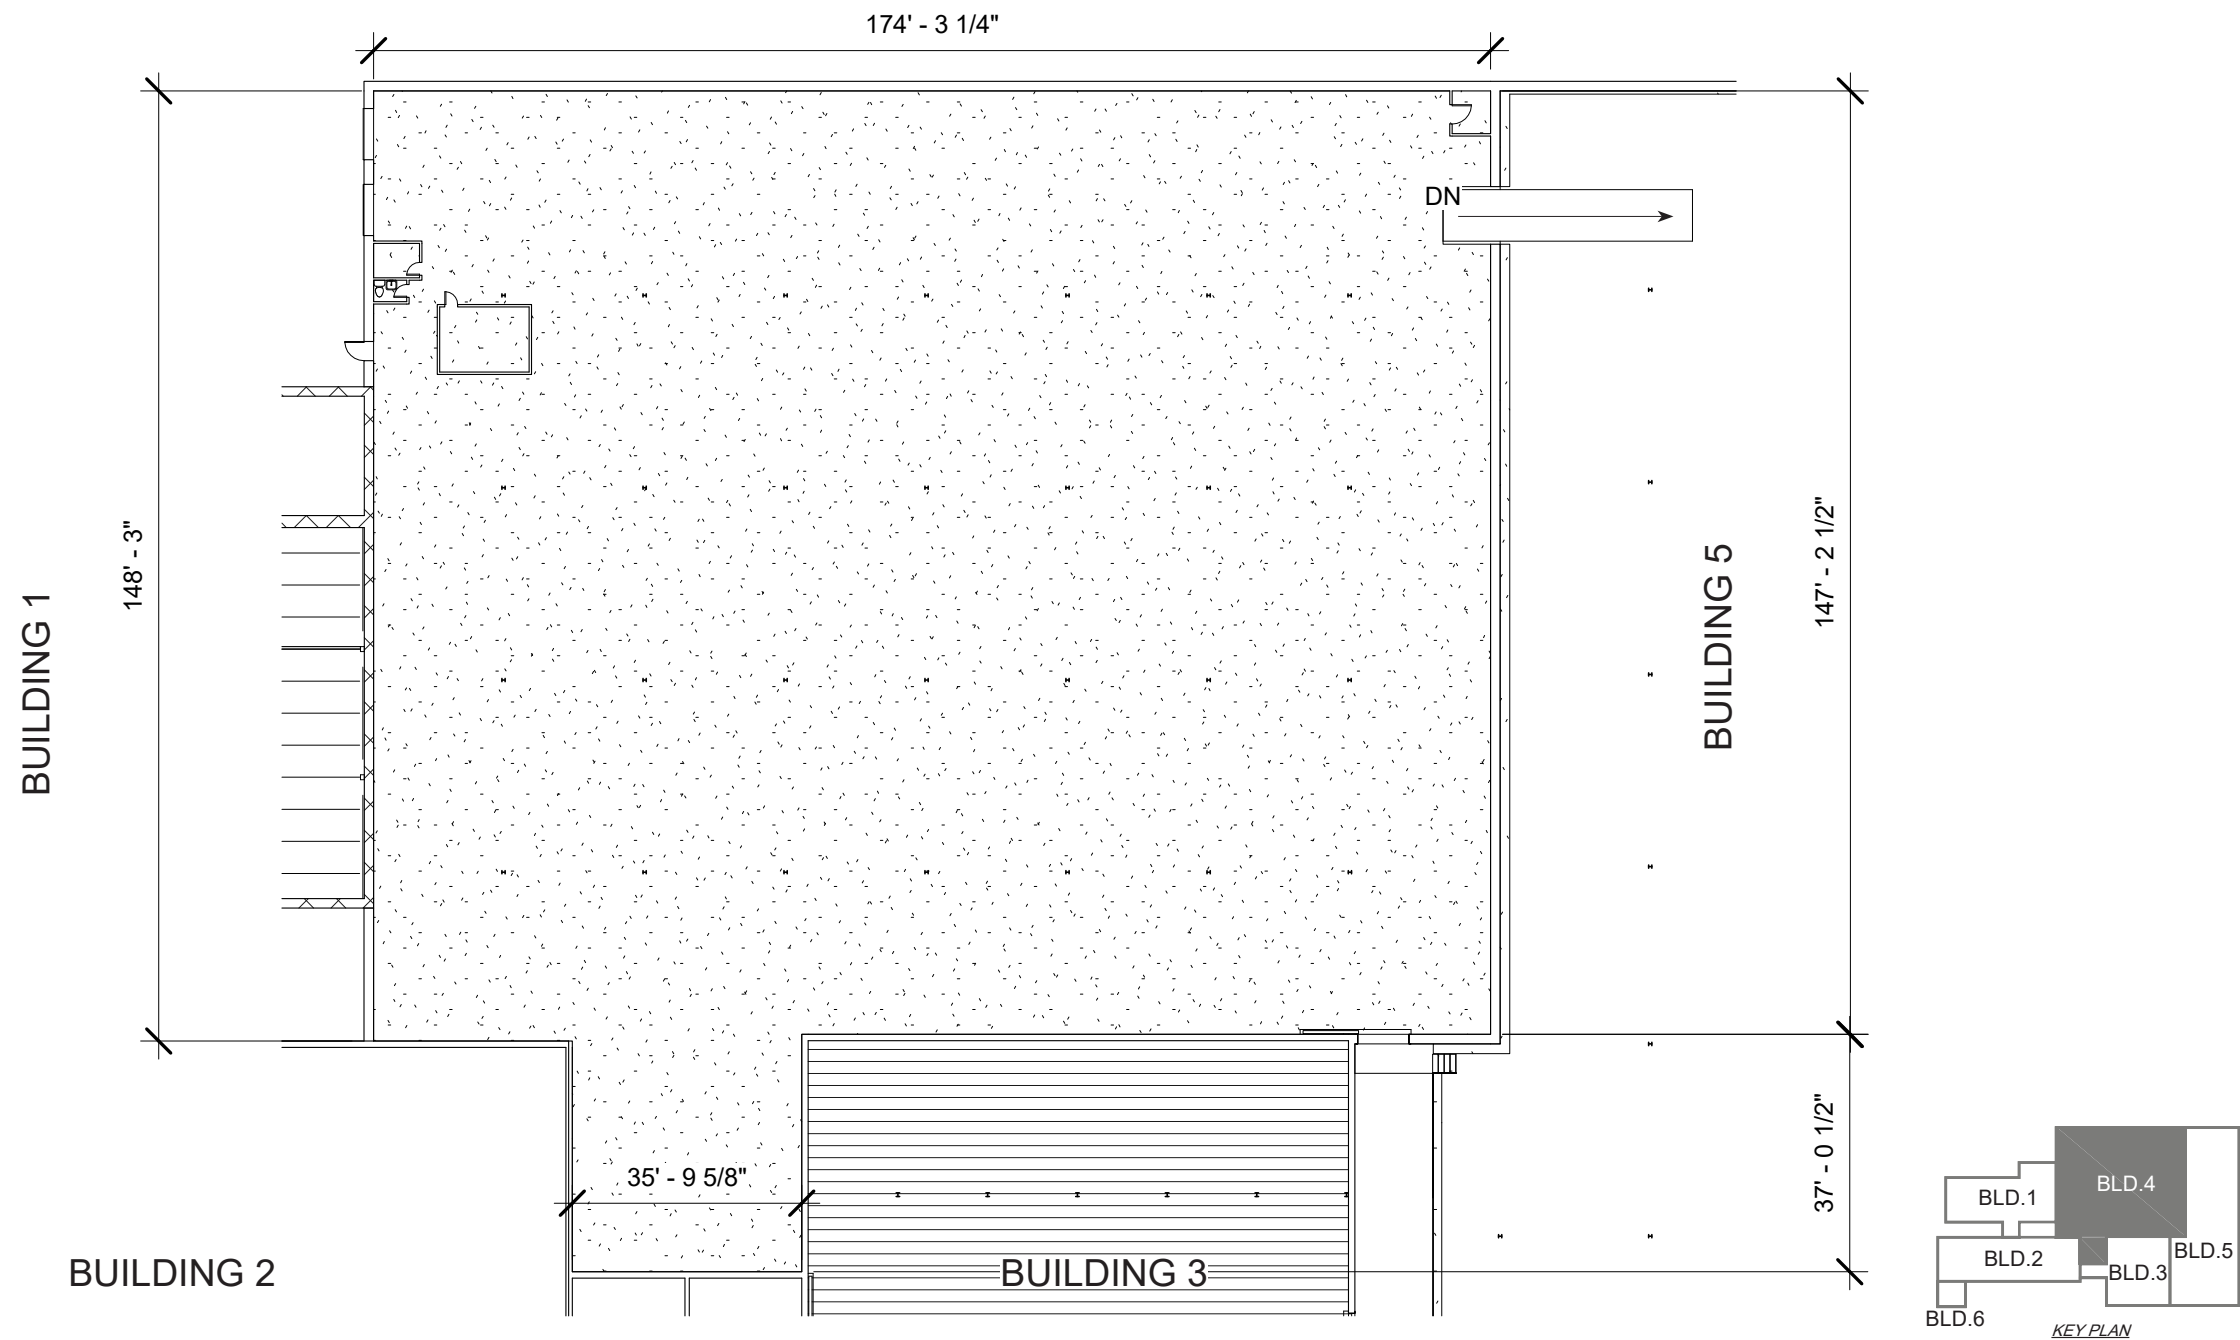 174' - 3 1/4"
DN
148' - 3"
147' - 2 1/2"
BUILDING 1
BUILDING 5
37' - 0 1/2"
35' - 9 5/8"
BUILDING 2
BUILDING 3
BLD.4
BLD.1
BLD.2
BLD.5
BLD.3
BLD.6
KEY PLAN